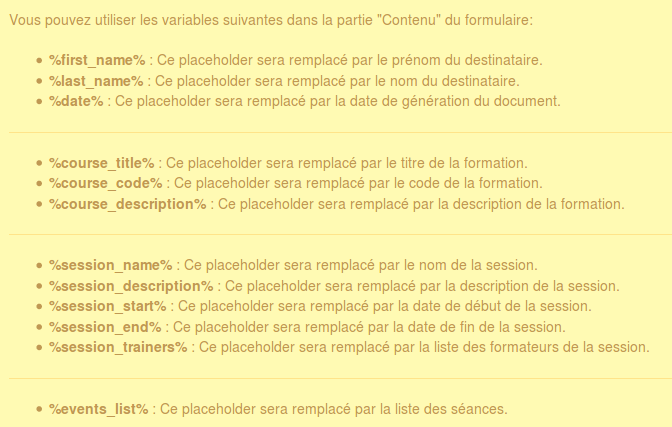 Vous pouvez utiliser les variables suivantes dans la partie "Contenu" du formulaire:
• %first_name% : Ce placeholder sera remplacé par le prénom du destinataire.
• %last_name% : Ce placeholder sera remplacé par le nom du destinataire.
• %date% : Ce placeholder sera remplacé par la date de génération du document.
• %course_title% : Ce placeholder sera remplacé par le titre de la formation.
• %course_code% : Ce placeholder sera remplacé par le code de la formation.
• %course_description% : Ce placeholder sera remplacé par la description de la formation.
• %session_name% : Ce placeholder sera remplacé par le nom de la session.
• %session_description% : Ce placeholder sera remplacé par la description de la session.
• %session_start% : Ce placeholder sera remplacé par la date de début de la session.
• %session_end% : Ce placeholder sera remplacé par la date de fin de la session.
• %session_trainers% : Ce placeholder sera remplacé par la liste des formateurs de la session.
• %events_list% : Ce placeholder sera remplacé par la liste des séances.